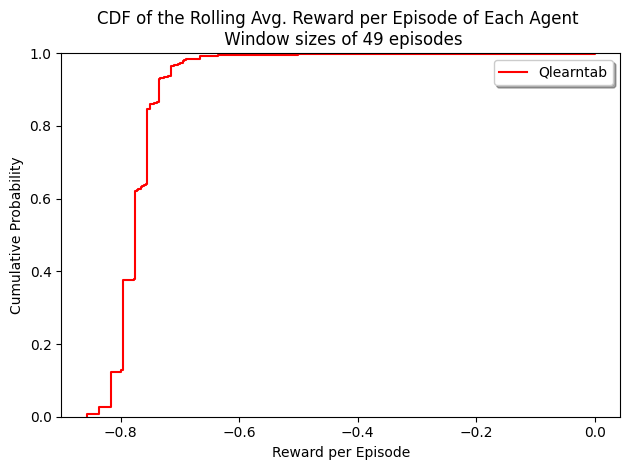 CDF of the Rolling Avg. Reward per Episode of Each Agent
Window sizes of 49 episodes
Qlearntab
Cumulative Probability
1.0
0.8
0.6
0.4
0.2
0.0
−0.8
−0.6
−0.4
−0.2
0.0
Reward per Episode